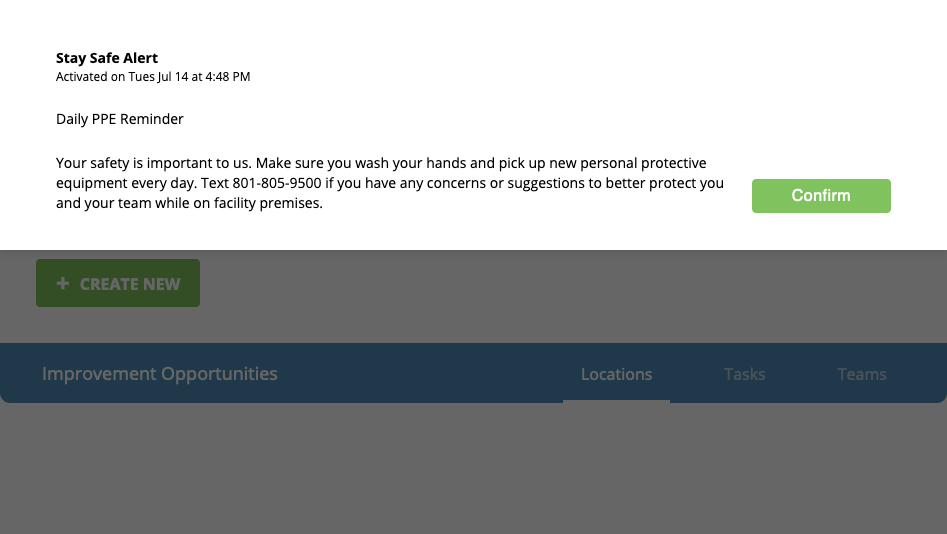 Stay Safe Alert
Activated on Tues Jul 14 at 4:48 PM
Daily PPE Reminder
Your safety is important to us. Make sure you wash your hands and pick up new personal protective
equipment every day. Text 801-805-9500 if you have any concerns or suggestions to better protect you
and your team while on facility premises.
Confirm
+ CREATE NEW
Improvement Opportunities Locations Tasks Teams